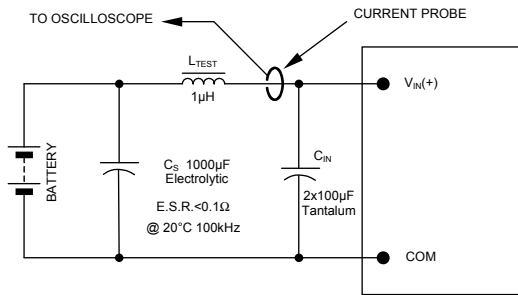 TO OSCILLOSCOPE
CURRENT PROBE
LTEST
1µH
VIN(+)
BATTERY
CS 1000µF
Electrolytic
E.S.R.<0.1Ω
@ 20°C 100kHz
CIN
2x100µF
Tantalum
COM